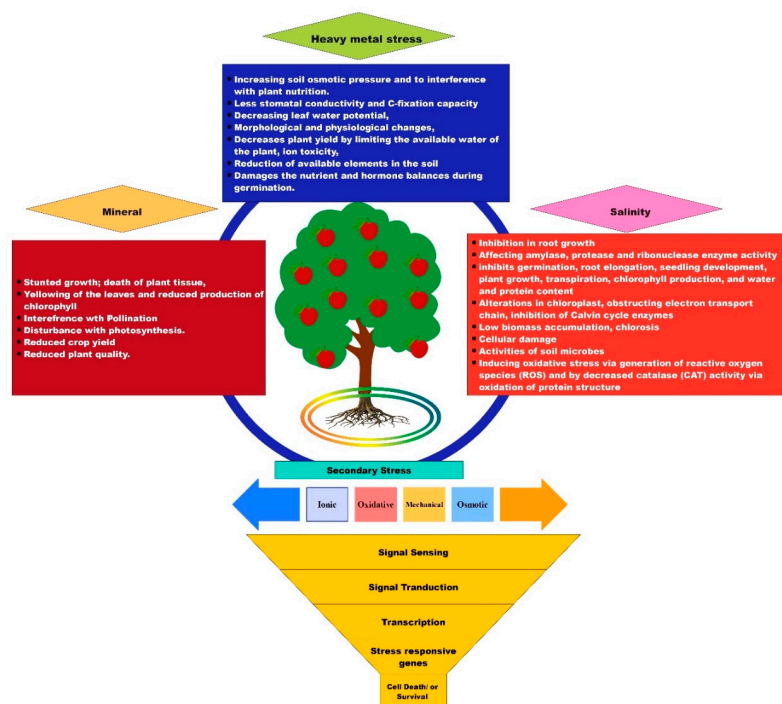 Heavy metal stress
Increasing soil osmotic pressure and to interference
with plant nutrition.
Less stomatal conductivity and C-fixation capacity
Decreasing leaf water potential,
Morphological and physiological changes,
Decreases plant yield by limiting the available water of
the plant, ion toxicity,
Reduction of available elements in the soil
Damages the nutrient and hormone balances during
germination.
Mineral
Stunted growth; death of plant tissue,
Yellowing of the leaves and reduced production of
chlorophyll
Interefrence wth Pollination
Disturbance with photosynthesis.
Reduced crop yield
Reduced plant quality.
Salinity
Inhibition in root growth
Affecting amylase, protease and ribonuclease enzyme activity
inhibits germination, root elongation, seedling development,
plant growth, transpiration, chlorophyll production, and water
and protein content
Alterations in chloroplast, obstructing electron transport
chain, inhibition of Calvin cycle enzymes
Low biomass accumulation, chlorosis
Cellular damage
Activities of soil microbes
Inducing oxidative stress via generation of reactive oxygen
species (ROS) and by decreased catalase (CAT) activity via
oxidation of protein structure
Secondary Stress
Ionic
Oxidative
Mechanical
Osmotic
Signal Sensing
Signal Tranduction
Transcription
Stress responsive
genes
Cell Death/ or
Survival